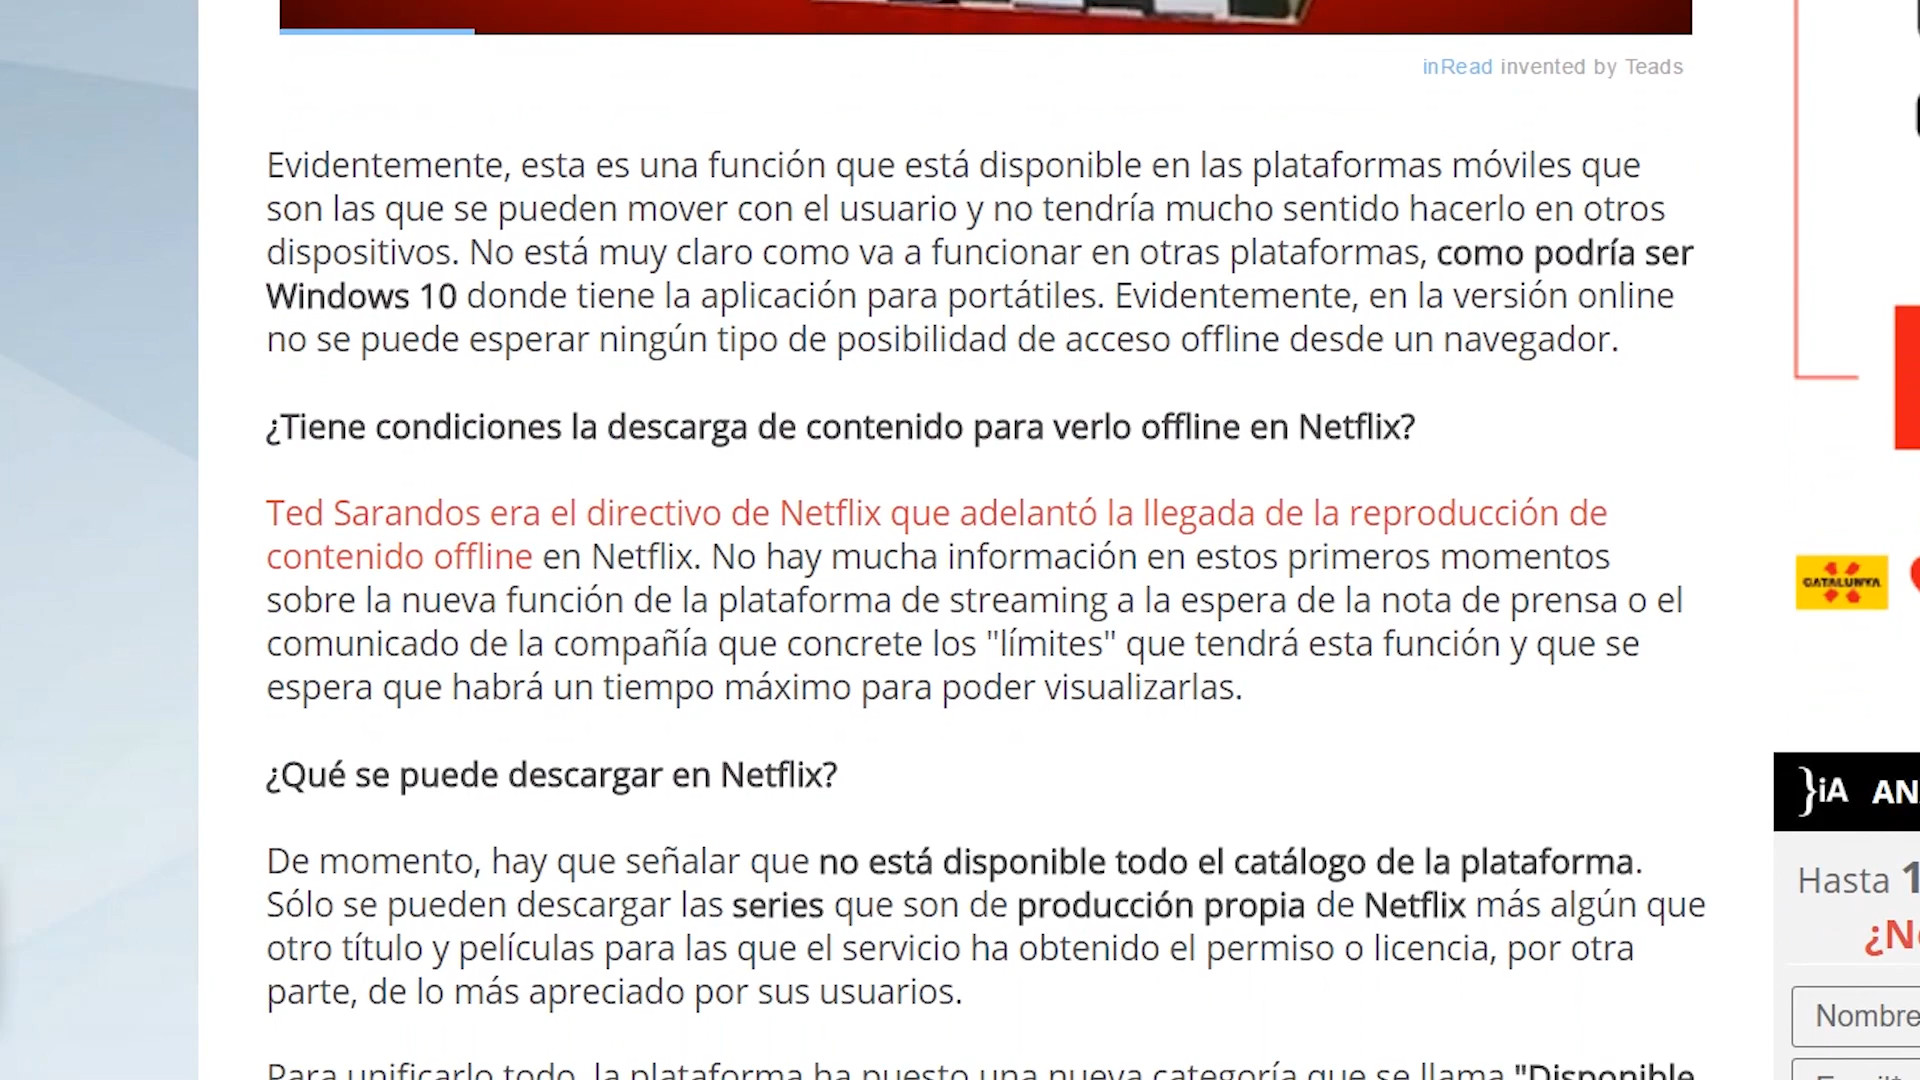 inRead invented by Teads
Evidentemente, esta es una función que está disponible en las plataformas móviles que
son las que se pueden mover con el usuario y no tendría mucho sentido hacerlo en otros
dispositivos. No está muy claro como va a funcionar en otras plataformas, como podría ser
Windows 10 donde tiene la aplicación para portátiles. Evidentemente, en la versión online
no se puede esperar ningún tipo de posibilidad de acceso offline desde un navegador.
¿Tiene condiciones la descarga de contenido para verlo offline en Netflix?
Ted Sarandos era el directivo de Netflix que adelantó la llegada de la reproducción de
contenido offline en Netflix. No hay mucha información en estos primeros momentos
sobre la nueva función de la plataforma de streaming a la espera de la nota de prensa o el
comunicado de la compañía que concrete los "límites" que tendrá esta función y que se
espera que habrá un tiempo máximo para poder visualizarlas.
¿Qué se puede descargar en Netflix?
De momento, hay que señalar que no está disponible todo el catálogo de la plataforma.
Sólo se pueden descargar las series que son de producción propia de Netflix más algún que
otro título y películas para las que el servicio ha obtenido el permiso o licencia, por otra
parte, de lo más apreciado por sus usuarios.
Para unificarlo todo, la plataforma ha puesto una nueva categoría que se llama "Disponible
CATALUNYA
}iA AN
Hasta 1
¿N
Nombre